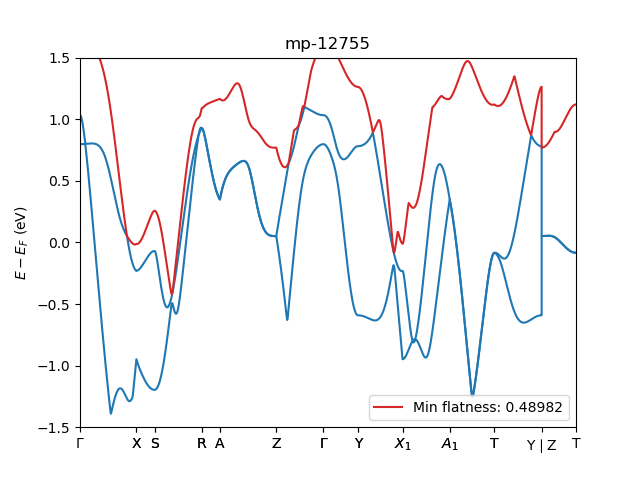 mp-12755
E − E_F (eV)
1.5
1.0
0.5
0.0
−0.5
−1.0
−1.5
Min flatness: 0.48982
Γ X S R A Z Γ Y X₁ A₁ T Y | Z T